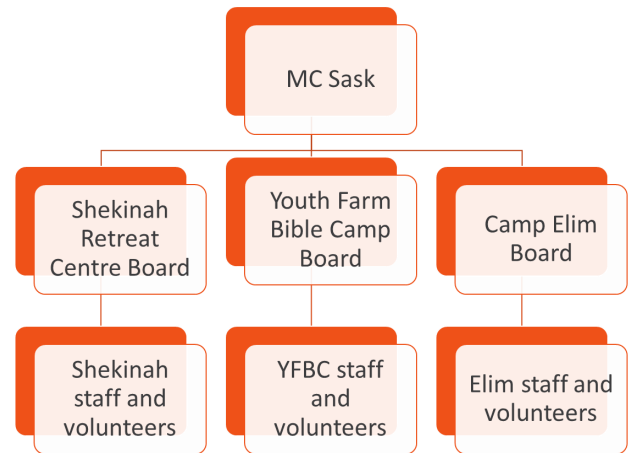 MC Sask
Shekinah
Retreat
Centre Board
Youth Farm
Bible Camp
Board
Camp Elim
Board
Shekinah
staff and
volunteers
YFBC staff
and
volunteers
Elim staff and
volunteers